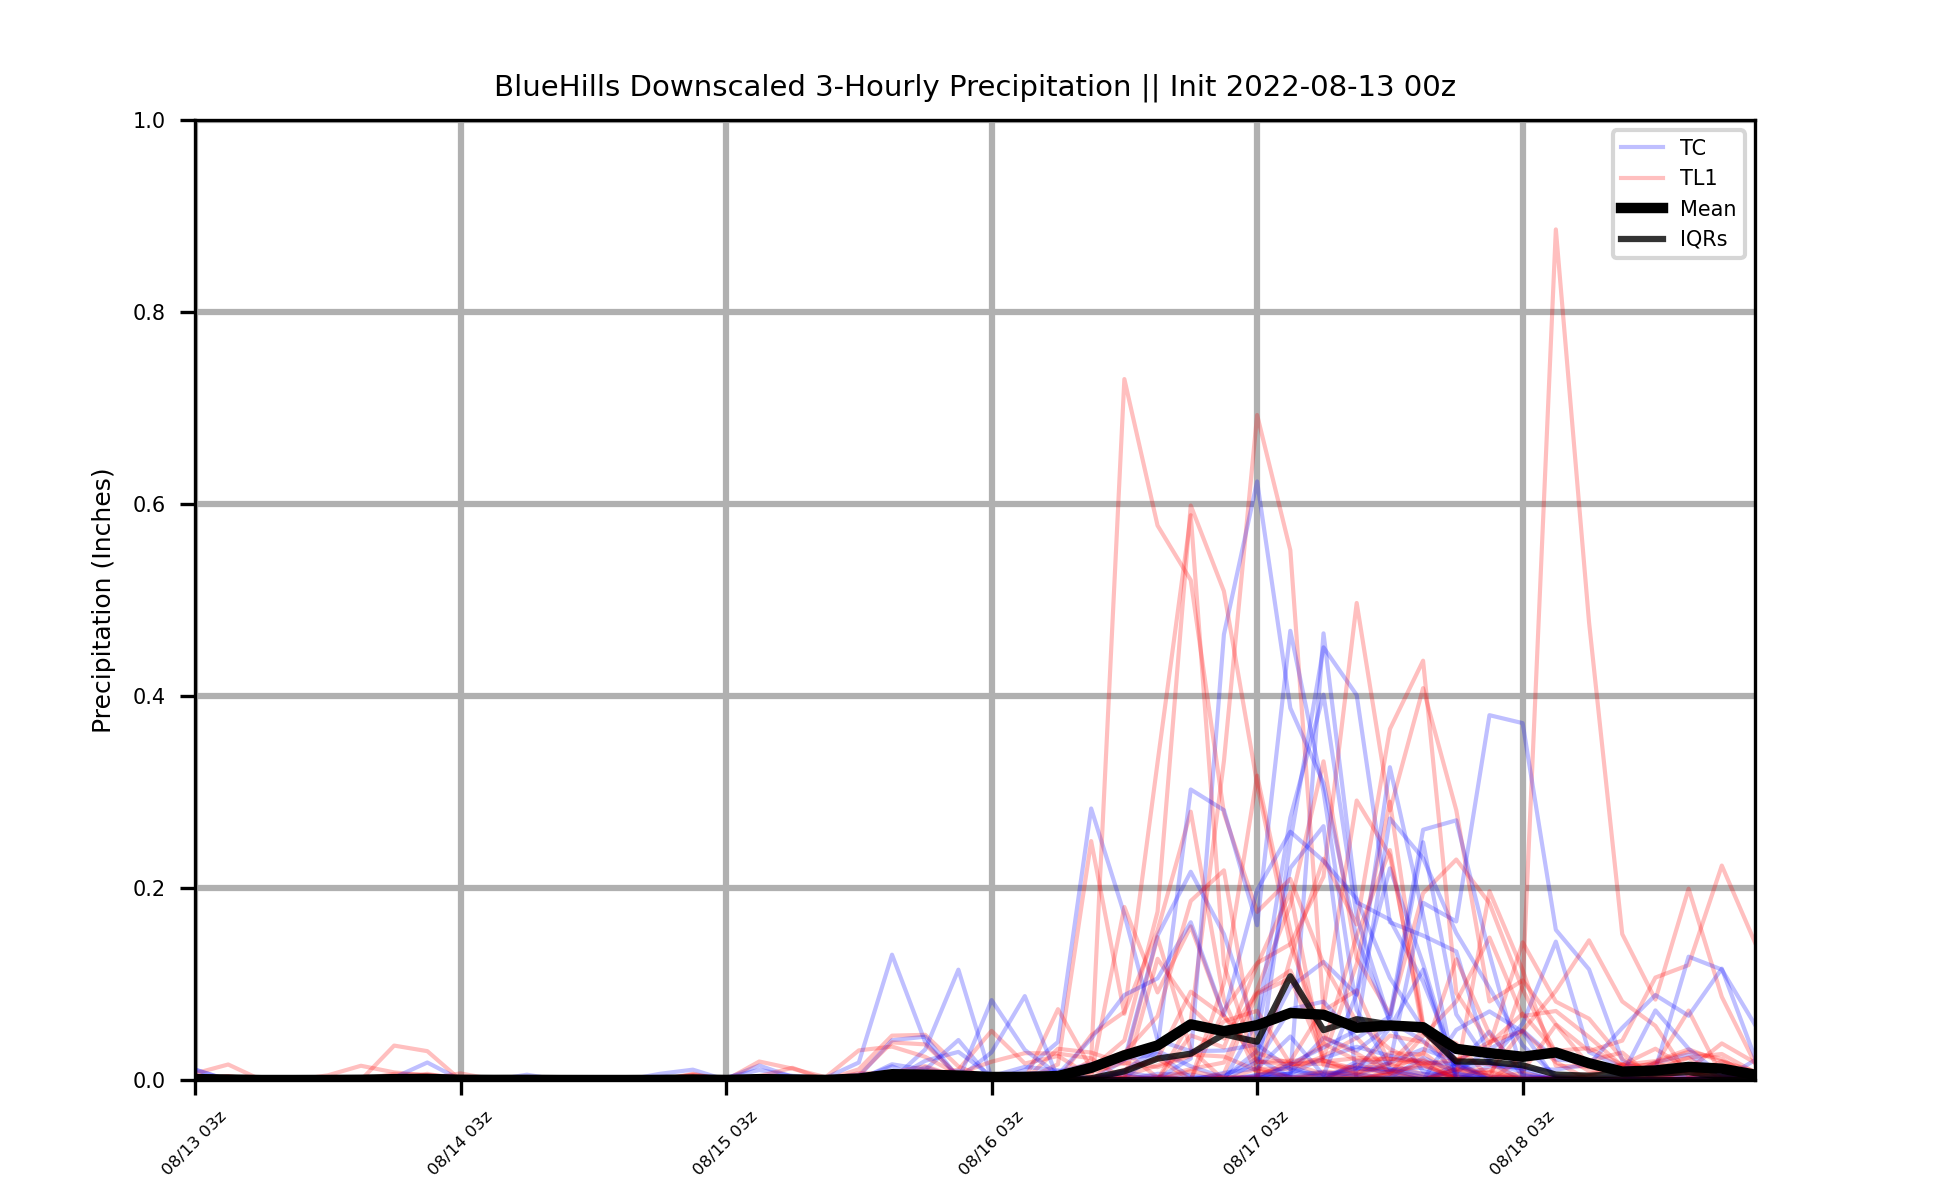 BlueHills Downscaled 3-Hourly Precipitation || Init 2022-08-13 00z
1.0
0.8
0.6
0.4
0.2
0.0
Precipitation (Inches)
TC
TL1
Mean
IQRs
08/13 03z
08/14 03z
08/15 03z
08/16 03z
08/17 03z
08/18 03z